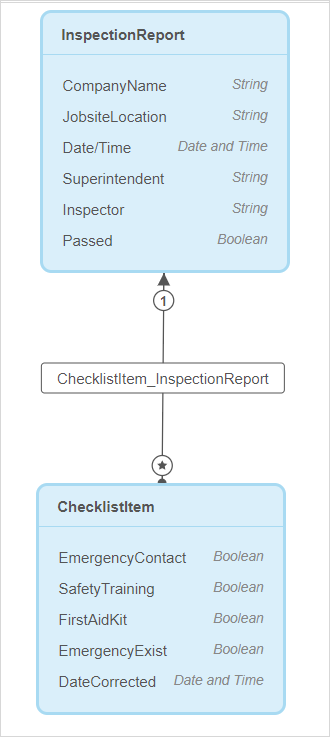 InspectionReport
CompanyName String
JobsiteLocation String
Date/Time Date and Time
Superintendent String
Inspector String
Passed Boolean
1
ChecklistItem_InspectionReport
ChecklistItem
EmergencyContact Boolean
SafetyTraining Boolean
FirstAidKit Boolean
EmergencyExist Boolean
DateCorrected Date and Time